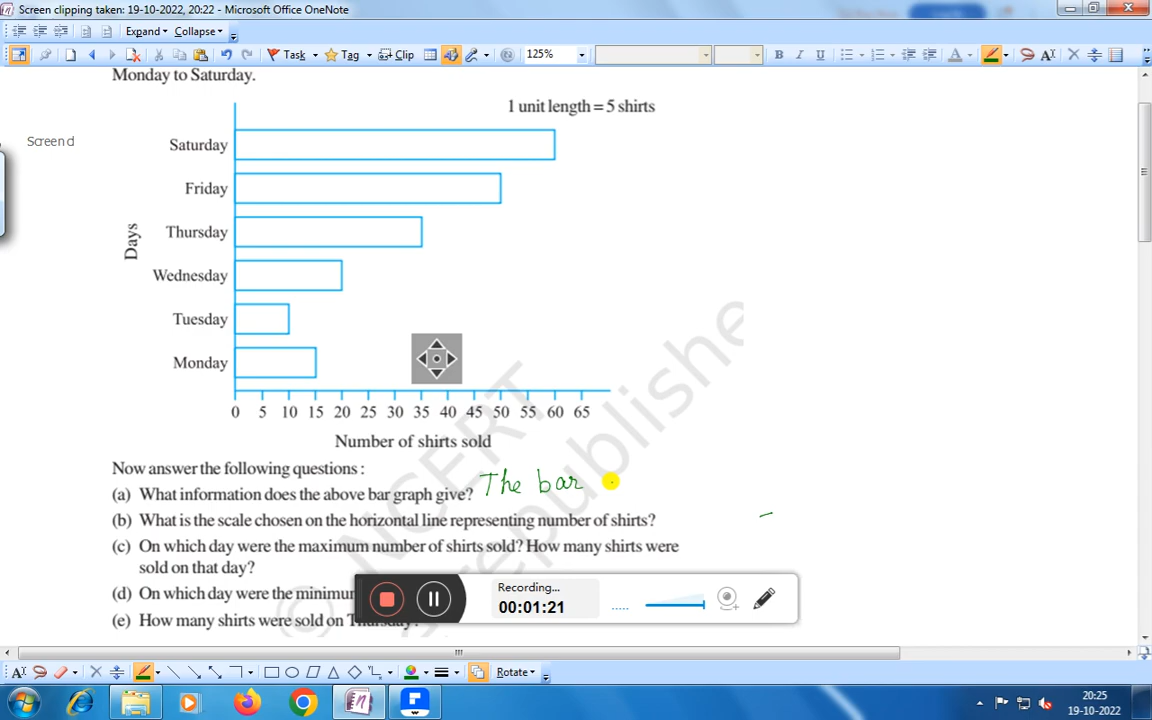 Screen clipping taken: 19-10-2022, 20:22 - Microsoft Office OneNote
Expand Collapse
Task Tag Clip 125% B I U A
Monday to Saturday.
1 unit length = 5 shirts
Screen d
Saturday
Friday
Thursday
Days
Wednesday
Tuesday
Monday
0 5 10 15 20 25 30 35 40 45 50 55 60 65
Number of shirts sold
Now answer the following questions :
(a) What information does the above bar graph give? The bar
(b) What is the scale chosen on the horizontal line representing number of shirts?
(c) On which day were the maximum number of shirts sold? How many shirts were
sold on that day?
(d) On which day were the minimum
(e) How many shirts were sold on Thursday?
© NCERT
republishe
Recording...
00:01:21
Rotate
20:25
19-10-2022